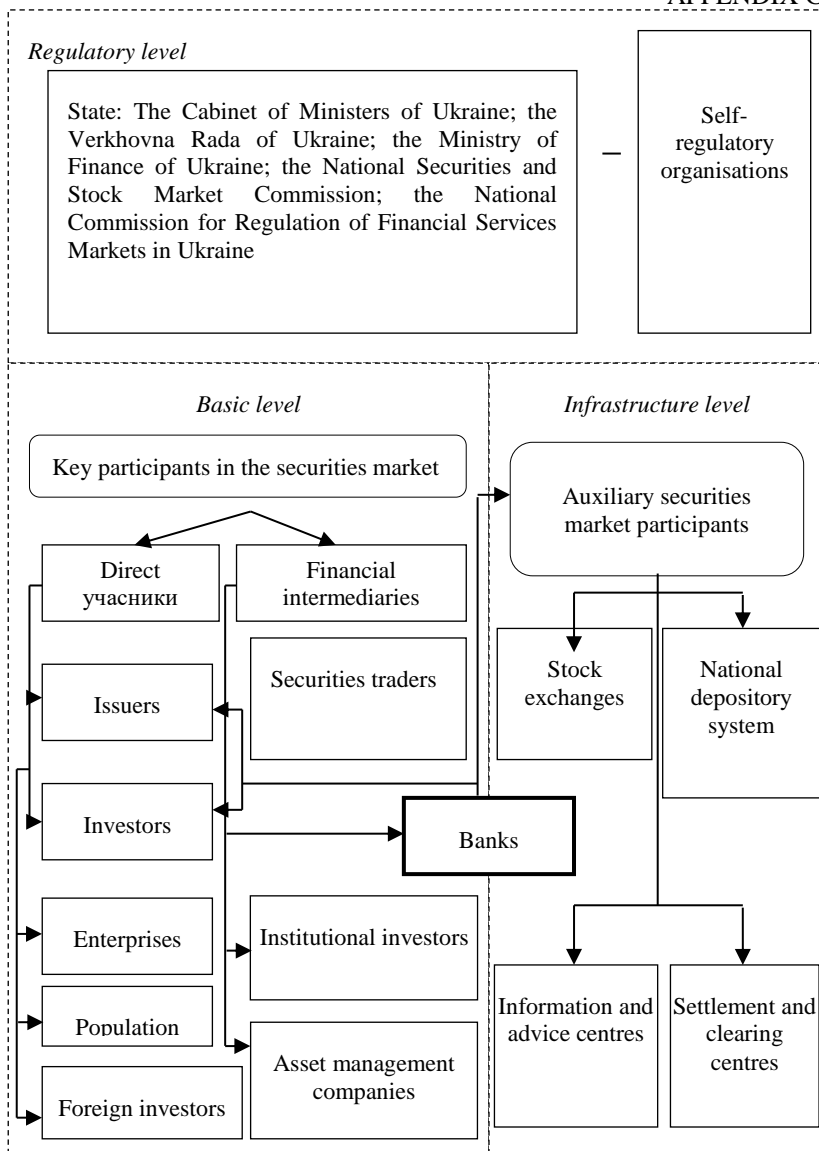 APPENDIX C
Regulatory level
State: The Cabinet of Ministers of Ukraine; the
Verkhovna Rada of Ukraine; the Ministry of
Finance of Ukraine; the National Securities and
Stock Market Commission; the National
Commission for Regulation of Financial Services
Markets in Ukraine
–
Self-
regulatory
organisations
Basic level
Key participants in the securities market
Direct
учасники
Financial
intermediaries
Securities traders
Issuers
Investors
Banks
Enterprises
Institutional investors
Population
Asset management
companies
Foreign investors
Infrastructure level
Auxiliary securities
market participants
Stock
exchanges
National
depository
system
Information and
advice centres
Settlement and
clearing
centres